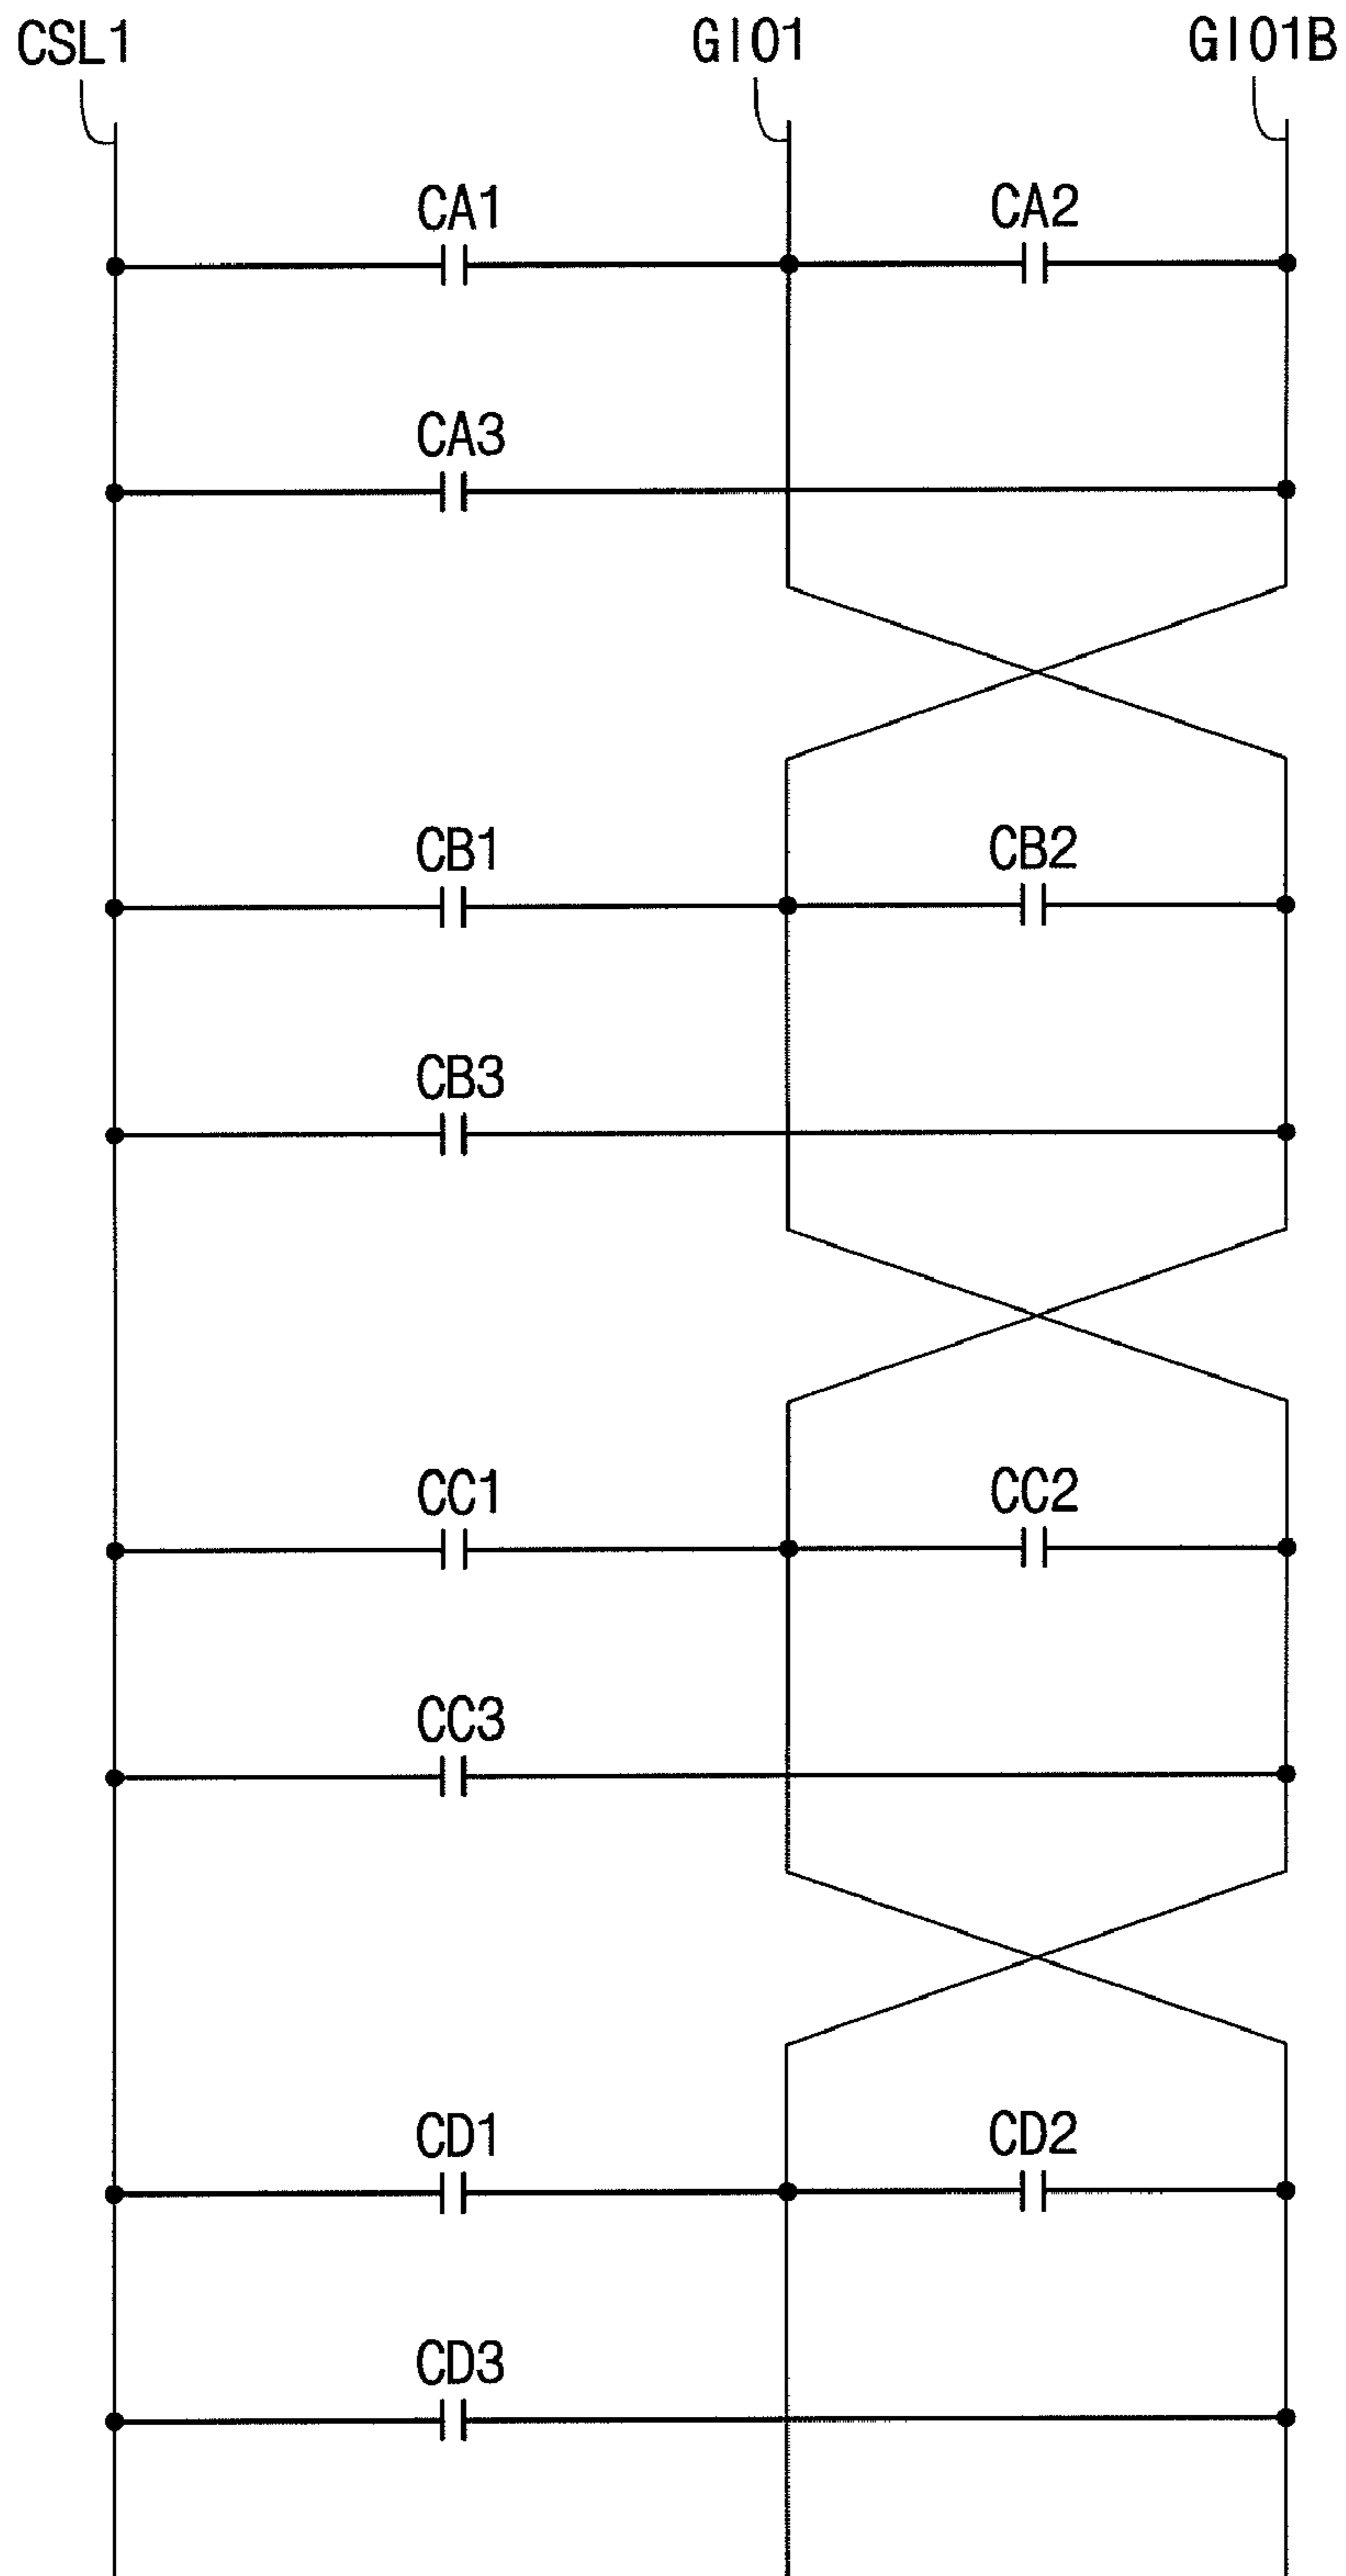 CSL1 GIO1 GIO1B
CA1 CA2
CA3
CB1 CB2
CB3
CC1 CC2
CC3
CD1 CD2
CD3